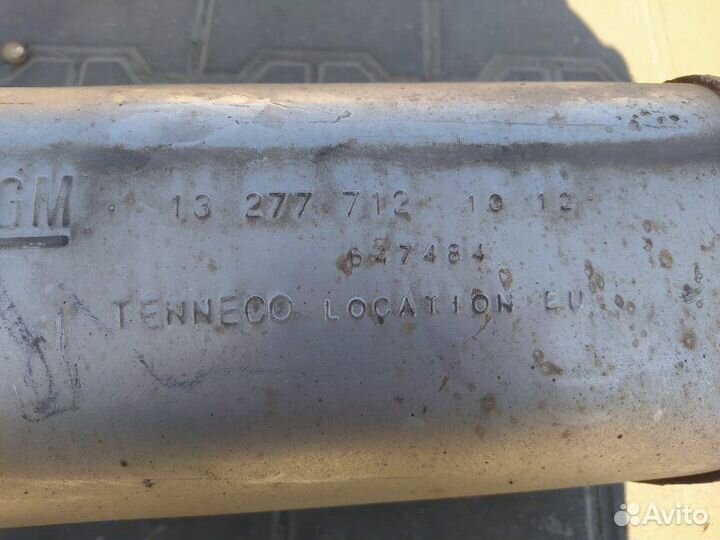 GM 13 277 712 10 12
647484
TENNECO LOCATION EU
Avito